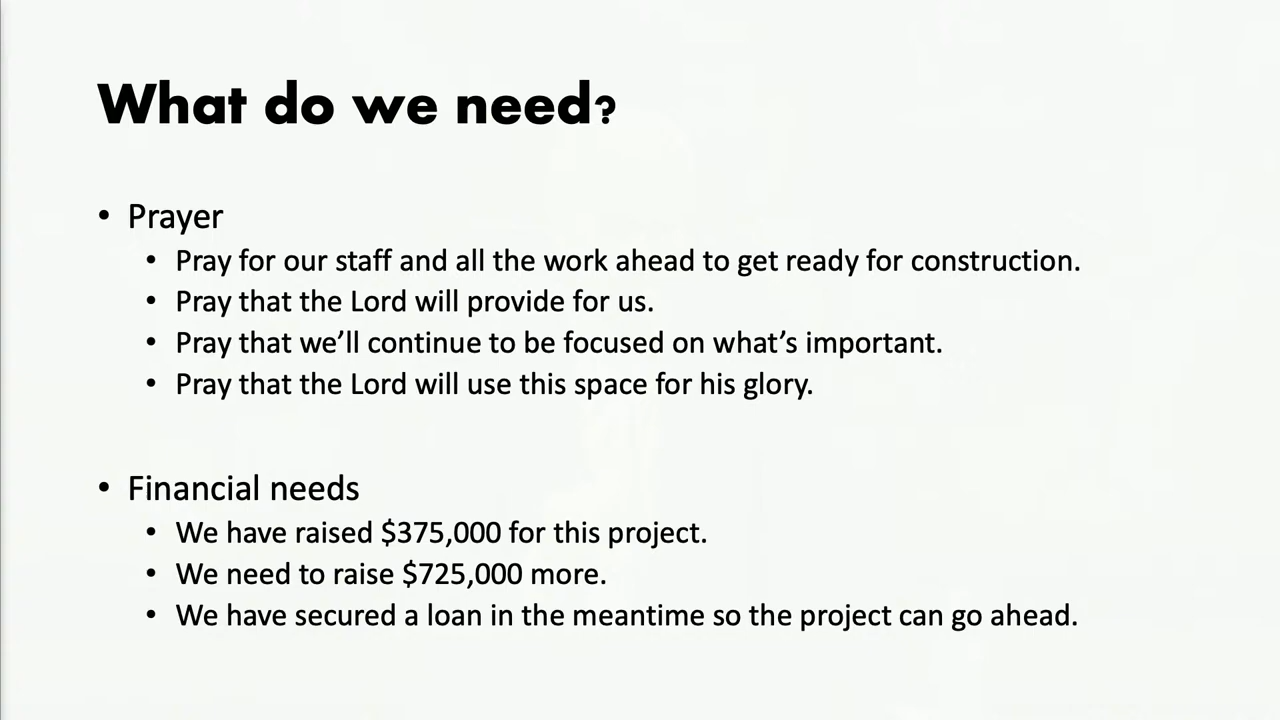 What do we need?
• Prayer
• Pray for our staff and all the work ahead to get ready for construction.
• Pray that the Lord will provide for us.
• Pray that we’ll continue to be focused on what’s important.
• Pray that the Lord will use this space for his glory.
• Financial needs
• We have raised $375,000 for this project.
• We need to raise $725,000 more.
• We have secured a loan in the meantime so the project can go ahead.